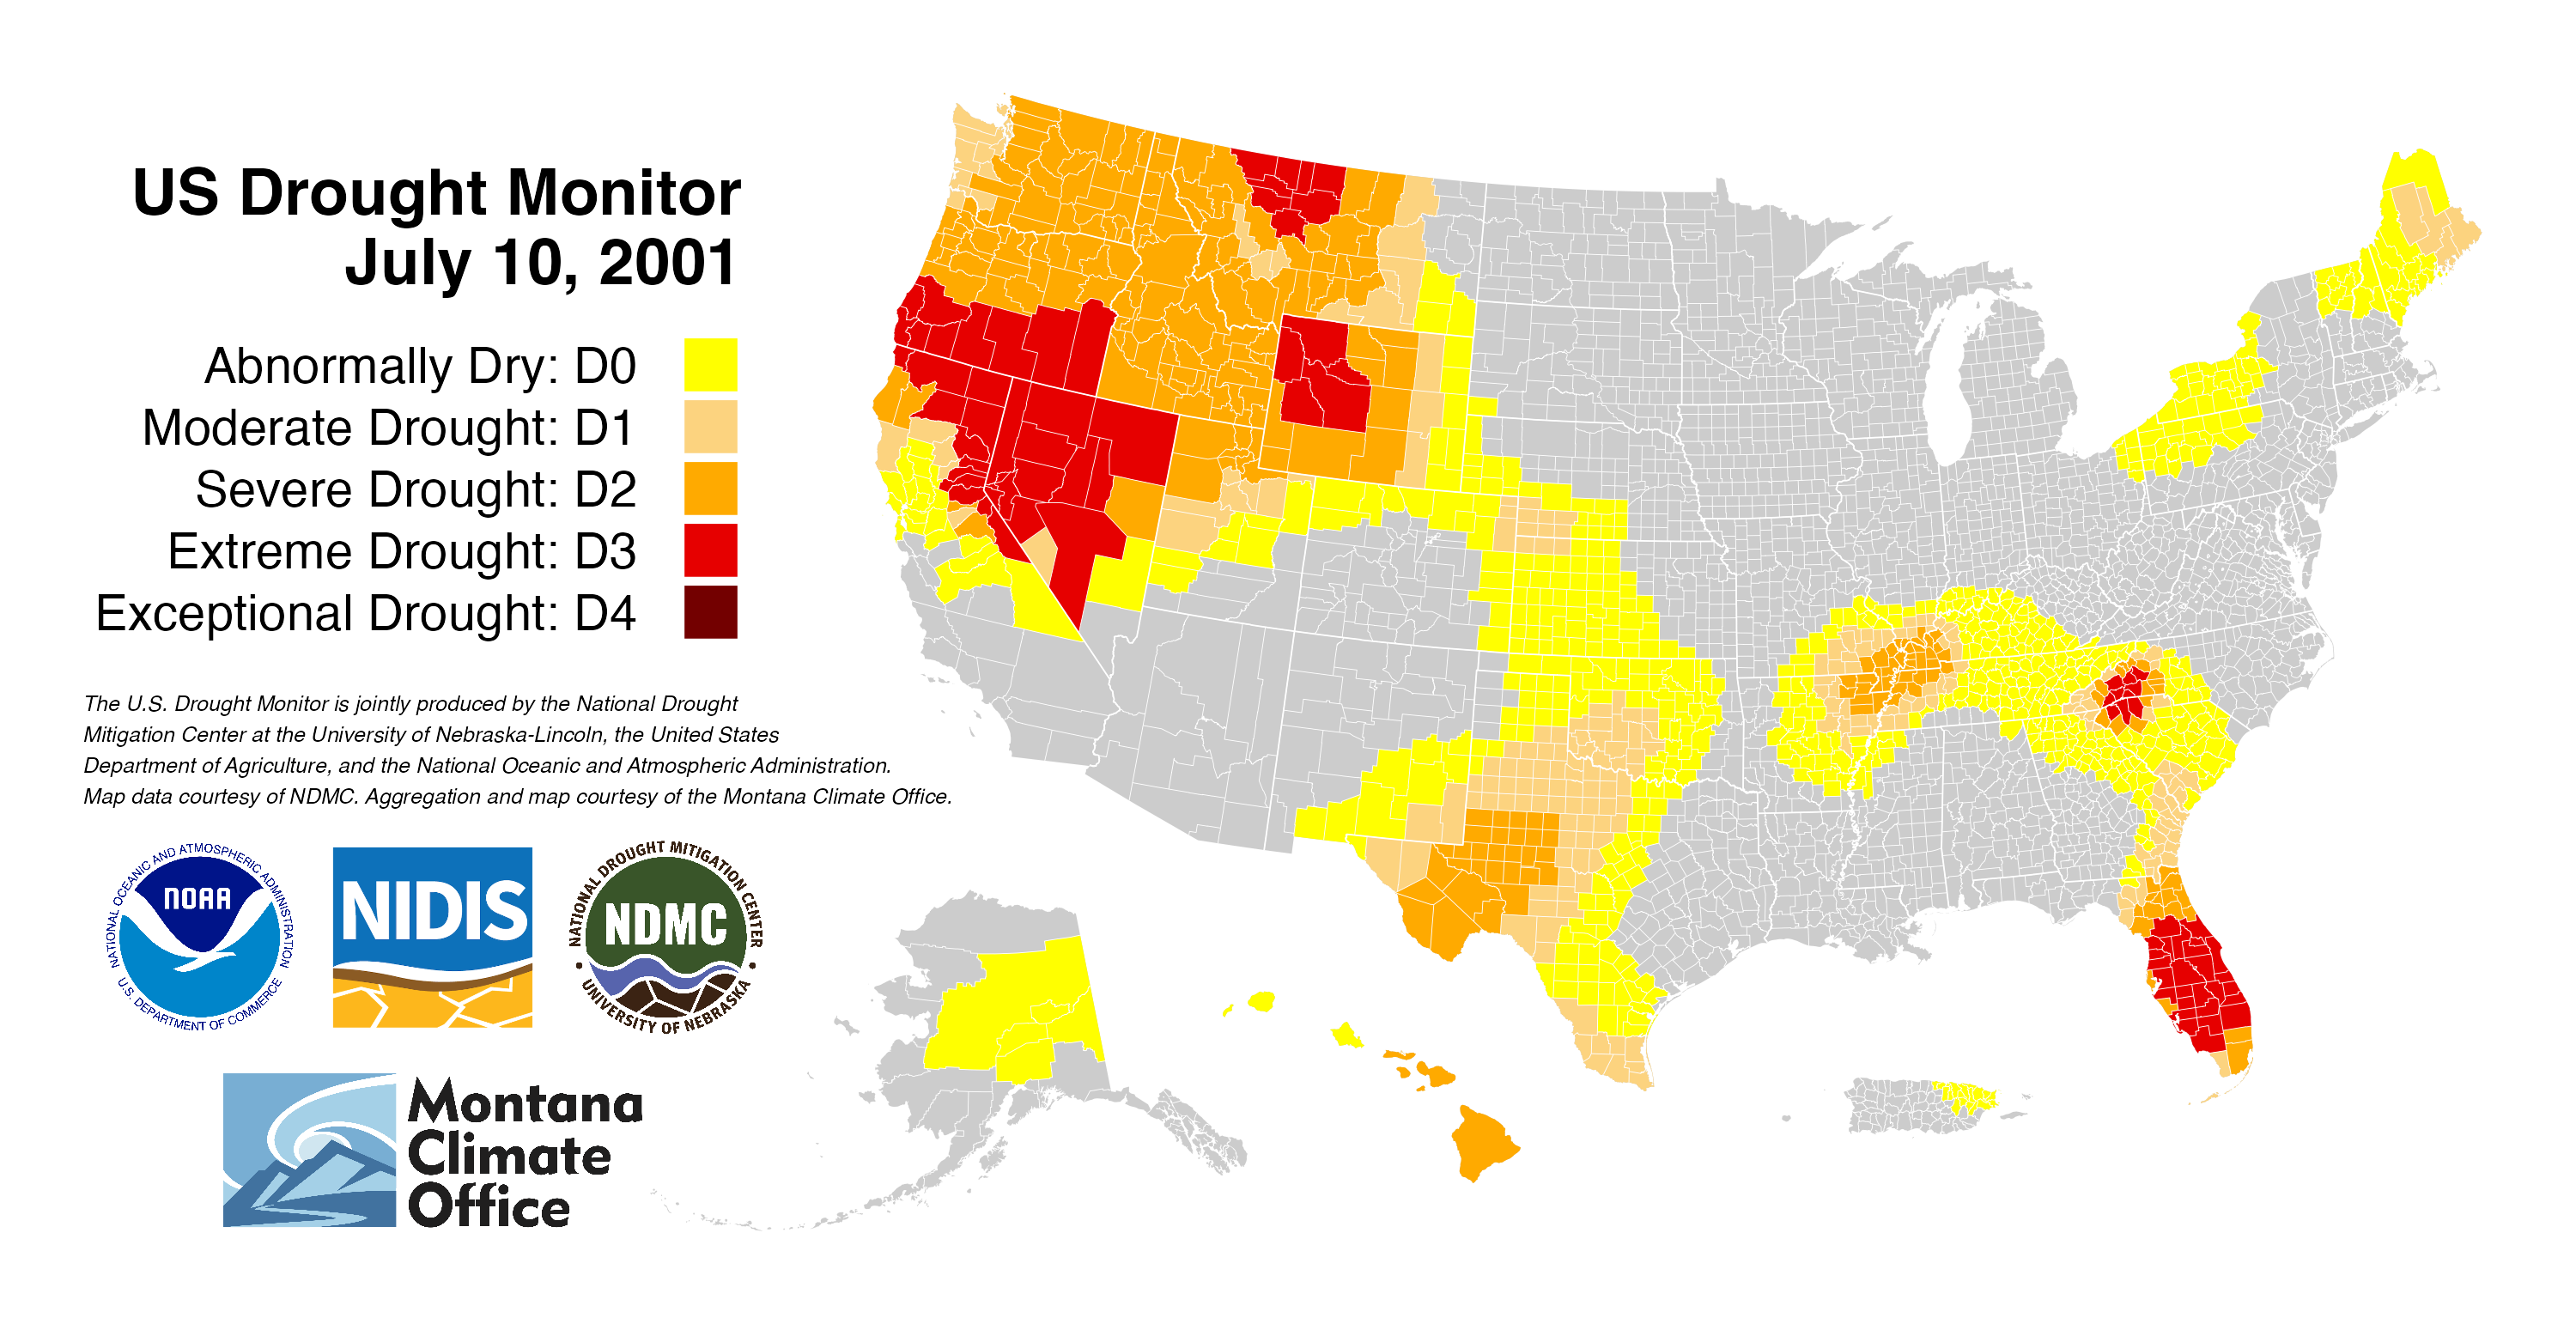 US Drought Monitor
July 10, 2001
Abnormally Dry: D0
Moderate Drought: D1
Severe Drought: D2
Extreme Drought: D3
Exceptional Drought: D4
The U.S. Drought Monitor is jointly produced by the National Drought
Mitigation Center at the University of Nebraska-Lincoln, the United States
Department of Agriculture, and the National Oceanic and Atmospheric Administration.
Map data courtesy of NDMC. Aggregation and map courtesy of the Montana Climate Office.
NATIONAL OCEANIC AND ATMOSPHERIC ADMINISTRATION
NOAA
U.S. DEPARTMENT OF COMMERCE
NIDIS
NATIONAL DROUGHT MITIGATION CENTER
NDMC
UNIVERSITY OF NEBRASKA
Montana
Climate
Office